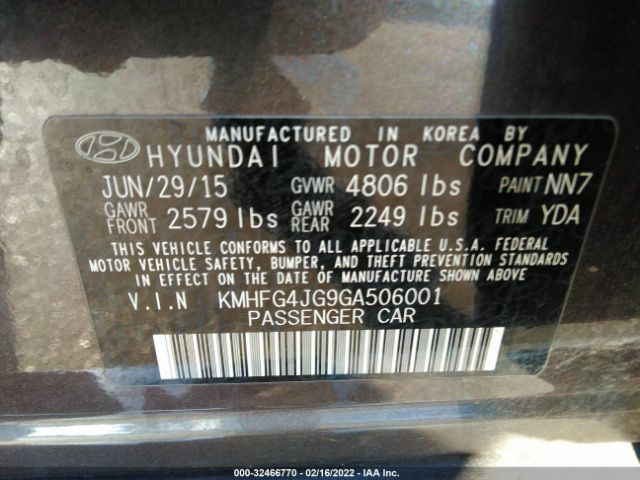 MANUFACTURED IN KOREA BY
HYUNDAI MOTOR COMPANY
JUN/29/15 GVWR 4806 lbs PAINT NN7
GAWR FRONT 2579 lbs GAWR REAR 2249 lbs TRIM YDA
THIS VEHICLE CONFORMS TO ALL APPLICABLE U.S.A. FEDERAL
MOTOR VEHICLE SAFETY, BUMPER, AND THEFT PREVENTION STANDARDS
IN EFFECT ON THE DATE OF MANUFACTURE SHOWN ABOVE.
V.I.N KMHFG4JG9GA506001
PASSENGER CAR
000-32466770 - 02/16/2022 - IAA Inc.